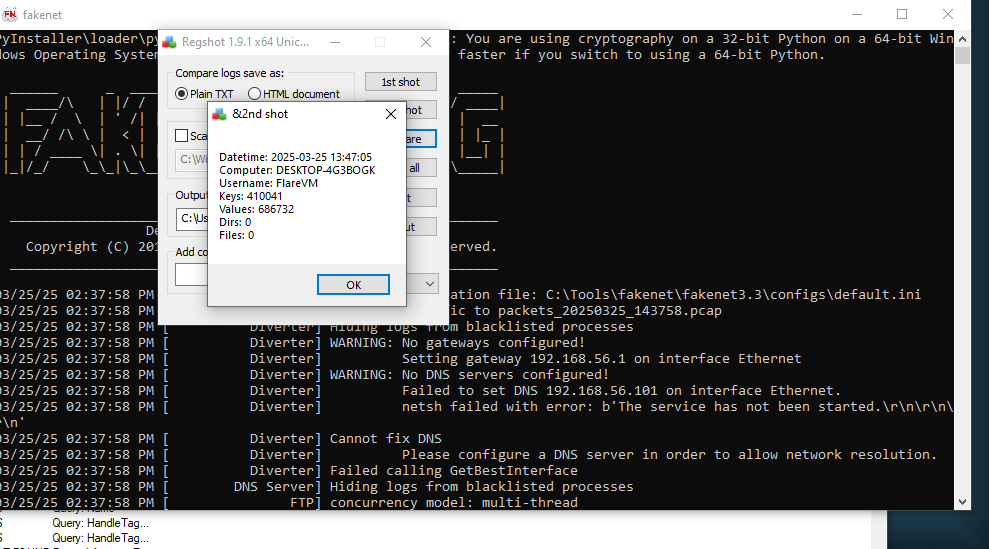 fakenet
PyInstaller\loader\py : You are using cryptography on a 32-bit Python on a 64-bit Win
dows Operating System faster if you switch to using a 64-bit Python.
Copyright (C) 201 erved.
Regshot 1.9.1 x64 Unic...
Compare logs save as:
Plain TXT
HTML document
1st shot
hot
Sca
are
C:\Wi
all
Output
C:\Us
Add co
&2nd shot
Datetime: 2025-03-25 13:47:05
Computer: DESKTOP-4G3BOGK
Username: FlareVM
Keys: 410041
Values: 686732
Dirs: 0
Files: 0
OK
03/25/25 02:37:58 PM [ ation file: C:\Tools\fakenet\fakenet3.3\configs\default.ini
03/25/25 02:37:58 PM [ ic to packets_20250325_143758.pcap
03/25/25 02:37:58 PM [ Diverter] Hiding logs from blacklisted processes
03/25/25 02:37:58 PM [ Diverter] WARNING: No gateways configured!
03/25/25 02:37:58 PM [ Diverter] Setting gateway 192.168.56.1 on interface Ethernet
03/25/25 02:37:58 PM [ Diverter] WARNING: No DNS servers configured!
03/25/25 02:37:58 PM [ Diverter] Failed to set DNS 192.168.56.101 on interface Ethernet.
03/25/25 02:37:58 PM [ Diverter] netsh failed with error: b'The service has not been started.\r\n\r\n\
r\n'
03/25/25 02:37:58 PM [ Diverter] Cannot fix DNS
03/25/25 02:37:58 PM [ Diverter] Please configure a DNS server in order to allow network resolution.
03/25/25 02:37:58 PM [ Diverter] Failed calling GetBestInterface
03/25/25 02:37:58 PM [ DNS Server] Hiding logs from blacklisted processes
03/25/25 02:37:58 PM [ FTP] concurrency model: multi-thread
Query: HandleTag...
Query: HandleTag...